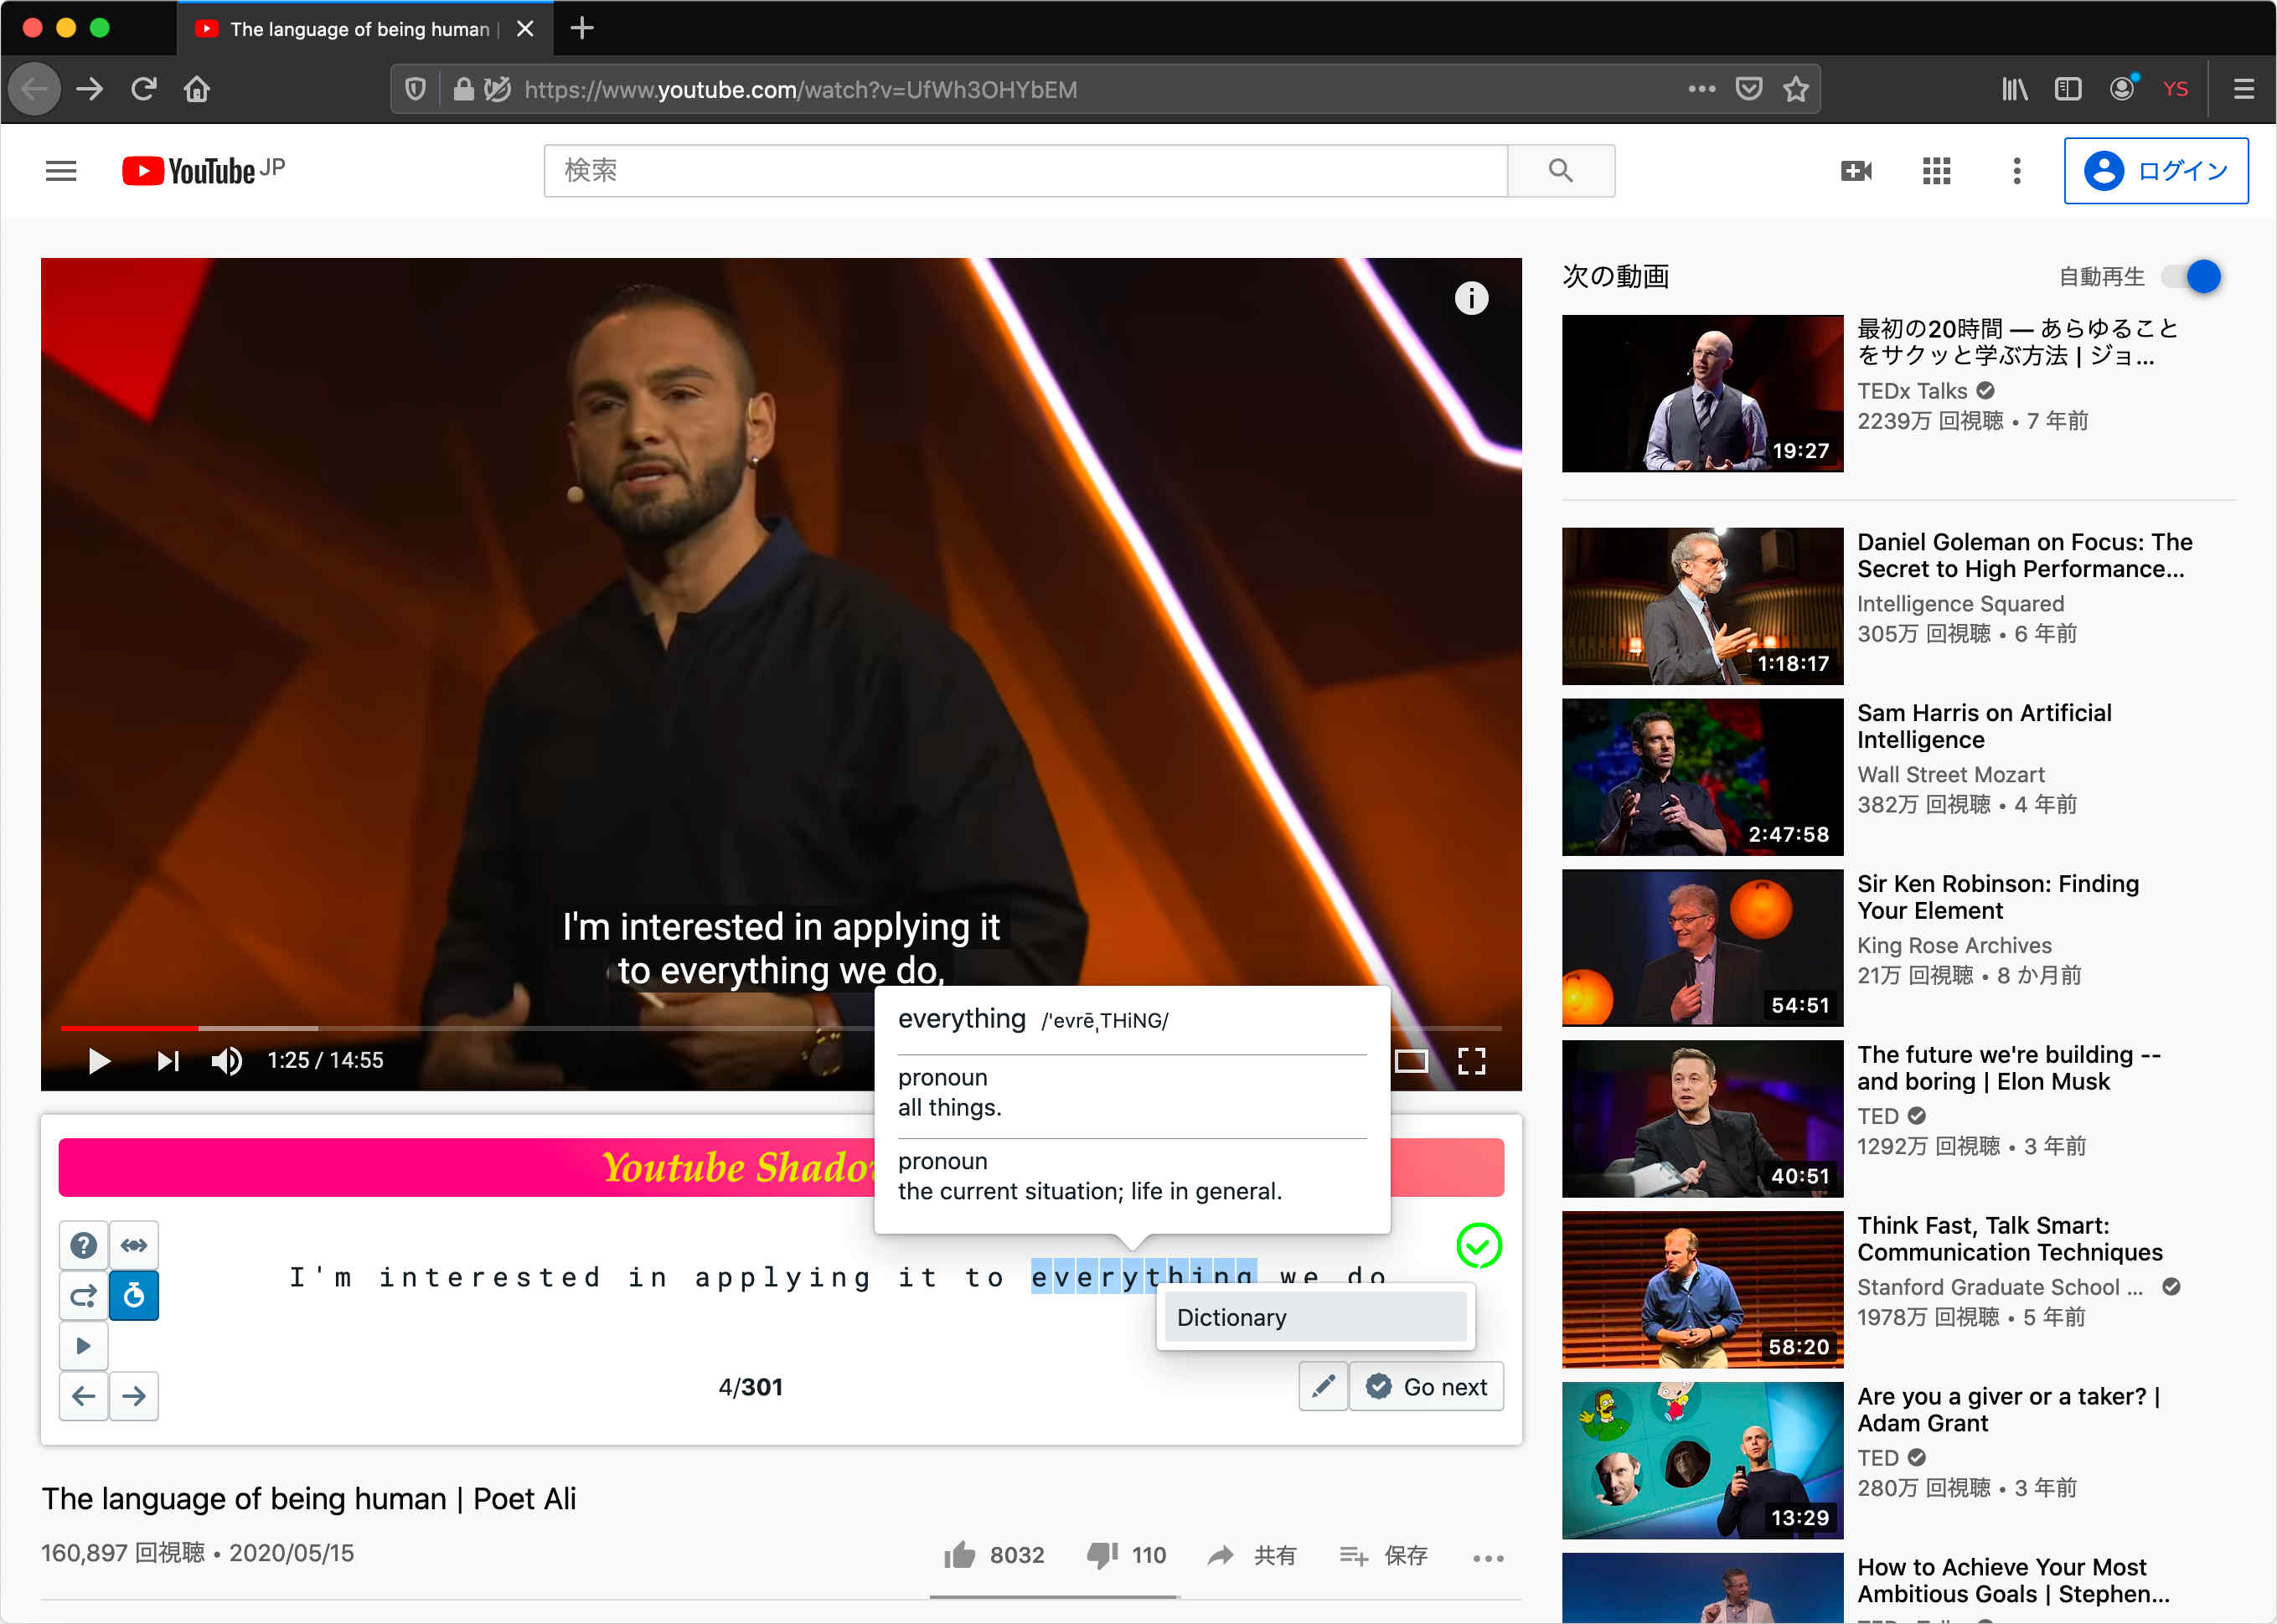 The language of being human |
https://www.youtube.com/watch?v=UfWh3OHYbEM
YS
YouTube JP
検索
ログイン
I'm interested in applying it
to everything we do,
1:25 / 14:55
everything /ˈevrēˌTHiNG/
pronoun
all things.
pronoun
the current situation; life in general.
Youtube Shado
I'm interested in applying it to everything we do
Dictionary
4/301
Go next
The language of being human | Poet Ali
160,897 回視聴 • 2020/05/15
8032
110
共有
保存
次の動画
自動再生
最初の20時間 — あらゆること
をサクッと学ぶ方法 | ジョ...
TEDx Talks
2239万 回視聴 • 7 年前
19:27
Daniel Goleman on Focus: The
Secret to High Performance...
Intelligence Squared
305万 回視聴 • 6 年前
1:18:17
Sam Harris on Artificial
Intelligence
Wall Street Mozart
382万 回視聴 • 4 年前
2:47:58
Sir Ken Robinson: Finding
Your Element
King Rose Archives
21万 回視聴 • 8 か月前
54:51
The future we're building --
and boring | Elon Musk
TED
1292万 回視聴 • 3 年前
40:51
Think Fast, Talk Smart:
Communication Techniques
Stanford Graduate School ...
1978万 回視聴 • 5 年前
58:20
Are you a giver or a taker? |
Adam Grant
TED
280万 回視聴 • 3 年前
13:29
How to Achieve Your Most
Ambitious Goals | Stephen...